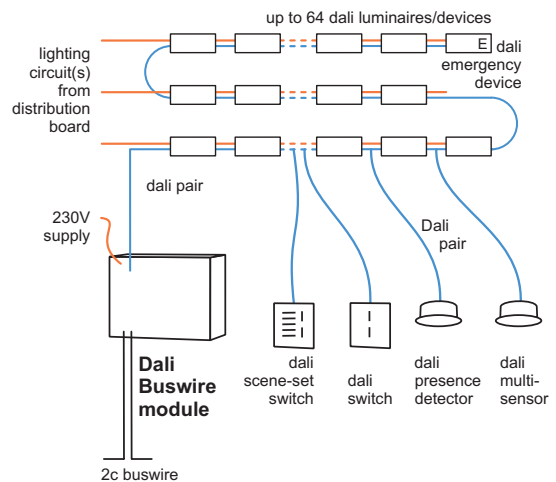 up to 64 dali luminaires/devices
lighting
circuit(s)
from
distribution
board
E
dali
emergency
device
dali pair
230V
supply
Dali
pair
Dali
Buswire
module
dali
scene-set
switch
dali
switch
dali
presence
detector
dali
multi-
sensor
2c buswire